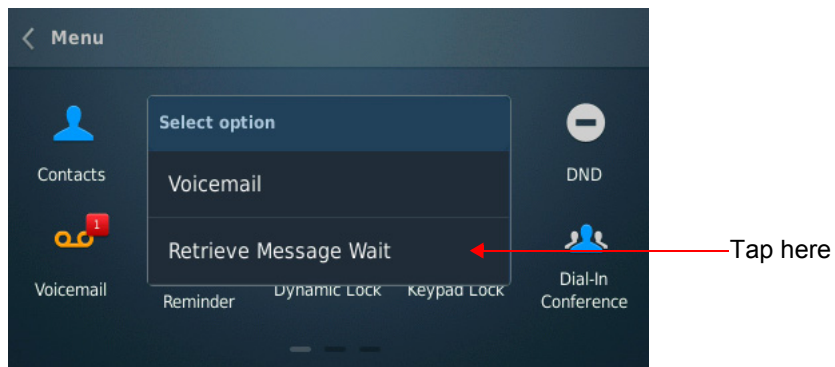 Menu
Select option
Contacts
Voicemail
DND
1
Retrieve Message Wait
Tap here
Voicemail
Reminder
Dynamic Lock
Keypad Lock
Dial-In
Conference